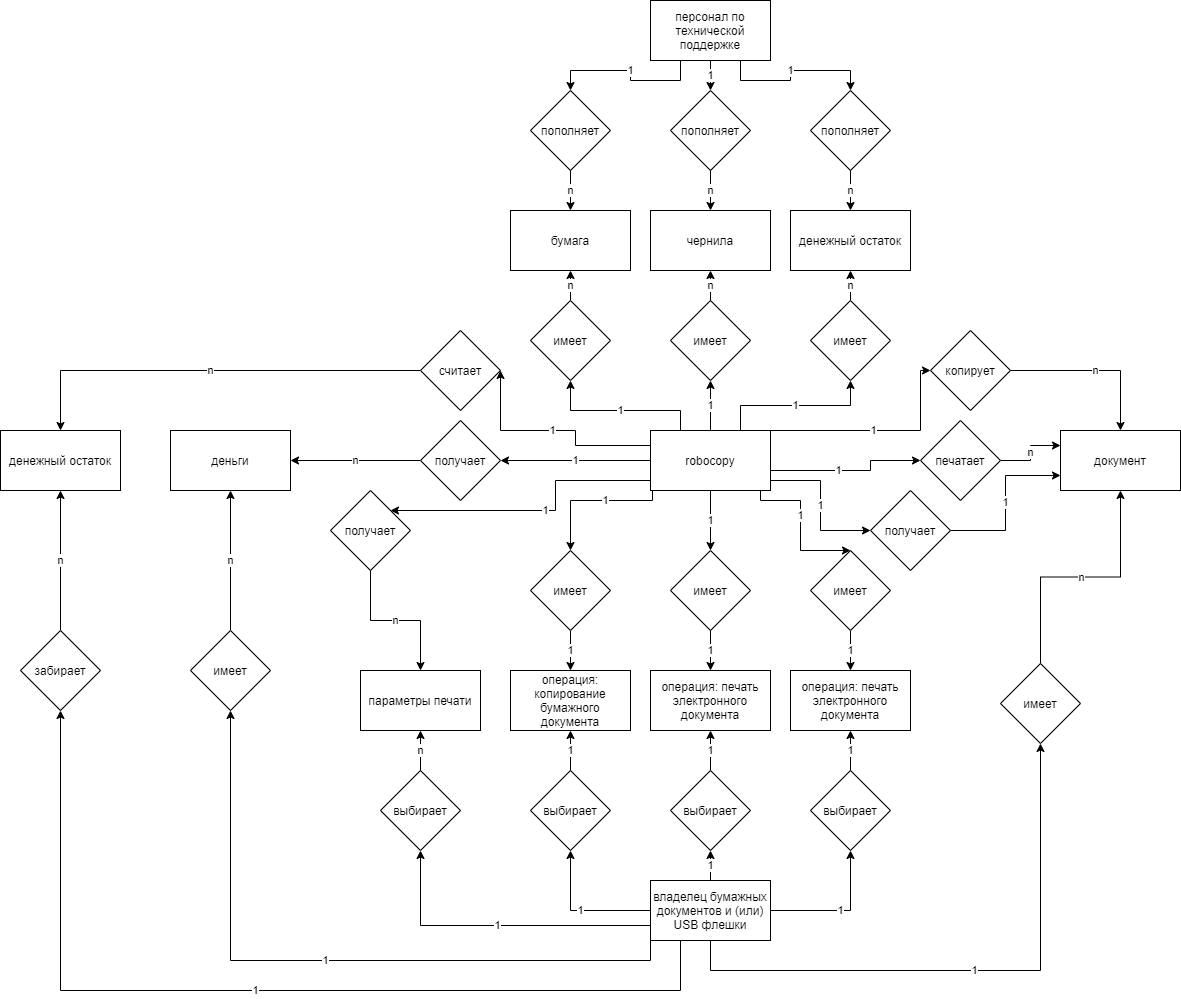 персонал по
технической
поддержке
1
1
1
пополняет
пополняет
пополняет
n
n
n
бумага
чернила
денежный остаток
n
n
n
имеет
имеет
имеет
считает
копирует
n
n
1
1
1
1
1
денежный остаток
деньги
n
получает
1
robocopy
1
печатает
n
документ
получает
1
1
1
1
1
1
получает
n
n
имеет
имеет
имеет
n
n
1
1
1
забирает
имеет
параметры печати
операция:
копирование
бумажного
документа
операция: печать
электронного
документа
операция: печать
электронного
документа
имеет
n
1
1
1
выбирает
выбирает
выбирает
выбирает
1
владелец бумажных
документов и (или)
USB флешки
1
1
1
1
1
1